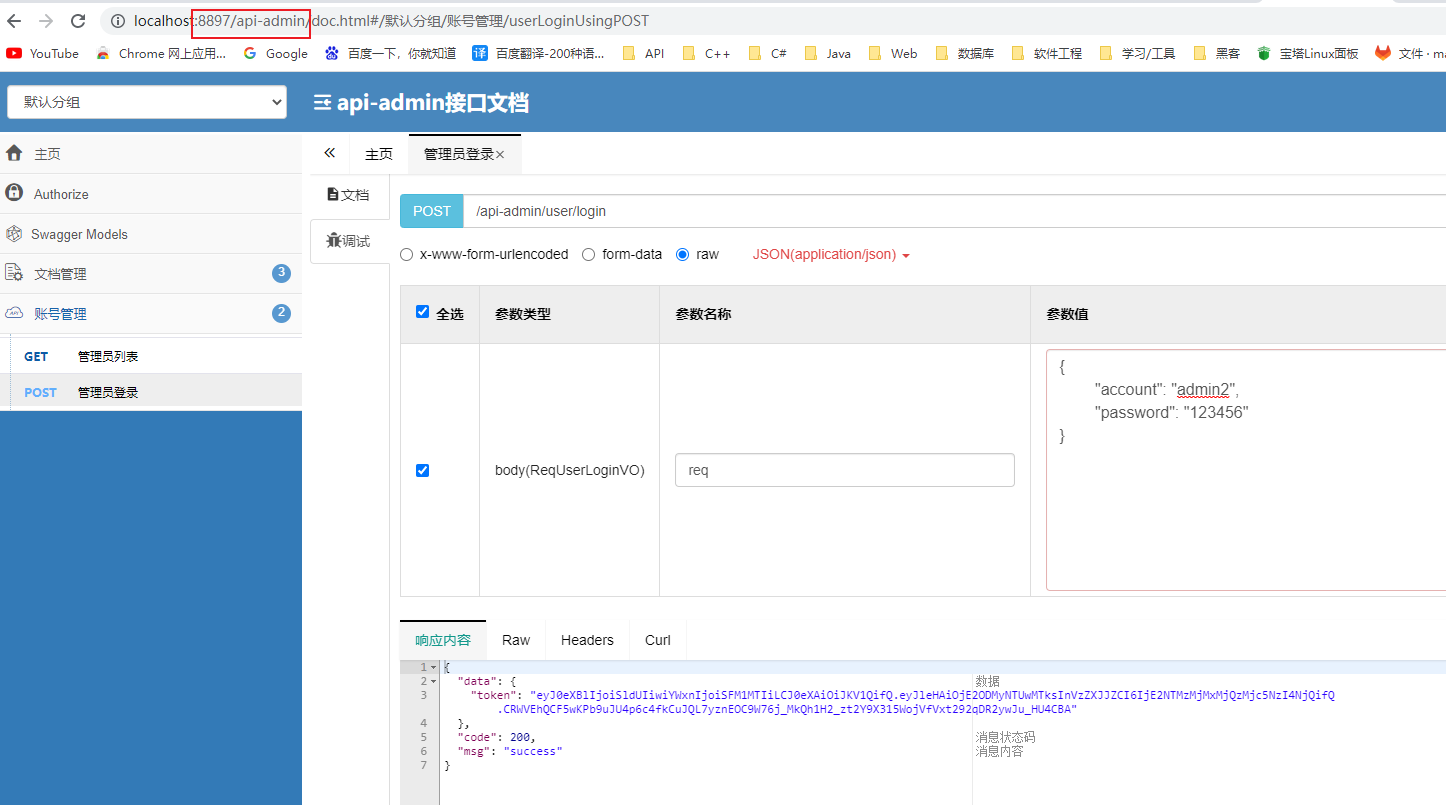 localhost:8897/api-admin/doc.html#/默认分组/账号管理/userLoginUsingPOST
YouTube
Chrome 网上应用...
Google
百度一下，你就知道
译 百度翻译-200种语...
API
C++
C#
Java
Web
数据库
软件工程
学习/工具
黑客
宝塔Linux面板
文件 · ma
默认分组
api-admin接口文档
主页
Authorize
Swagger Models
文档管理 3
账号管理 2
GET 管理员列表
POST 管理员登录
主页
管理员登录×
文档
调试
POST /api-admin/user/login
x-www-form-urlencoded form-data raw JSON(application/json)
全选 参数类型 参数名称 参数值
body(ReqUserLoginVO) req
{
"account": "admin2",
"password": "123456"
}
响应内容 Raw Headers Curl
1 {
2 "data": { 数据
3 "token": "eyJ0eXBlIjoiSldUIiwiYWxnIjoiSFM1MTIiLCJ0eXAiOiJKV1QifQ.eyJleHAiOjE2ODMyNTUwMTksInVzZXJJZCI6IjE2NTMzMjMxMjQzMjc5NzI4NjQifQ
.CRWVEhQCF5wKPb9uJU4p6c4fkCuJQL7yznEOC9W76j_MkQh1H2_zt2Y9X315WojVfVxt292qDR2ywJu_HU4CBA"
4 },
5 "code": 200, 消息状态码
6 "msg": "success" 消息内容
7 }